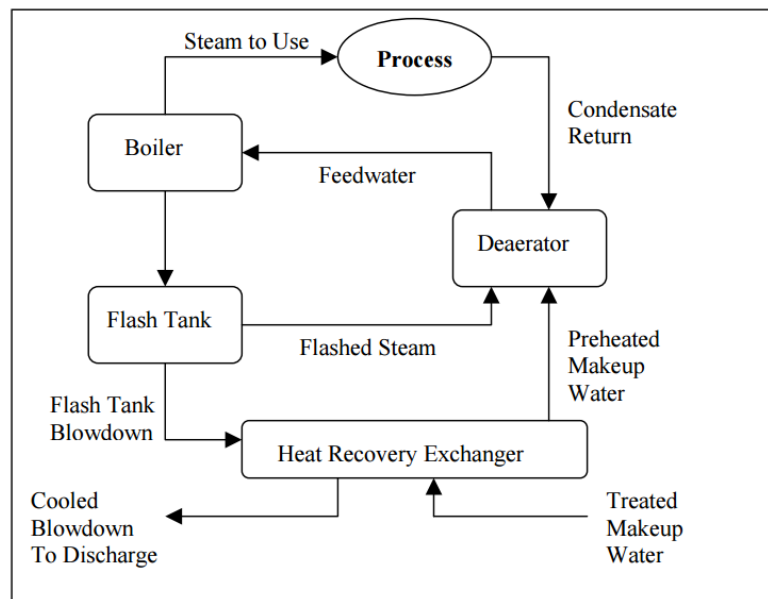 Steam to Use
Process
Condensate
Return
Boiler
Feedwater
Deaerator
Flash Tank
Flashed Steam
Preheated
Makeup
Water
Flash Tank
Blowdown
Heat Recovery Exchanger
Cooled
Blowdown
To Discharge
Treated
Makeup
Water